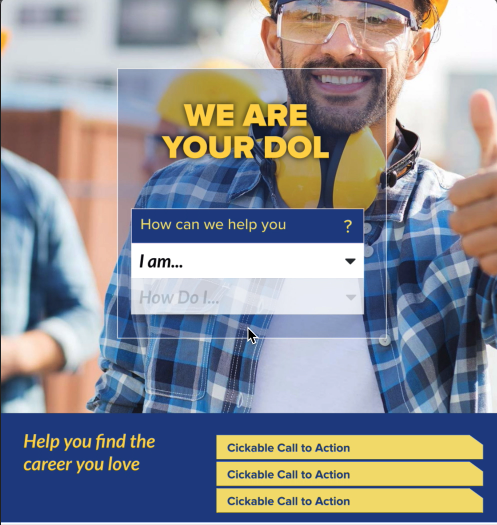 WE ARE
YOUR DOL
How can we help you ?
I am...
How Do I...
Help you find the
career you love
Cickable Call to Action
Cickable Call to Action
Cickable Call to Action